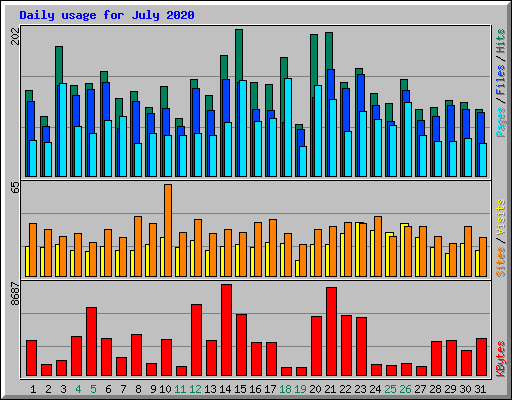 Daily usage for July 2020
202
Pages / Files / Hits
65
Sites / Visits
8687
KBytes
1 2 3 4 5 6 7 8 9 10 11 12 13 14 15 16 17 18 19 20 21 22 23 24 25 26 27 28 29 30 31